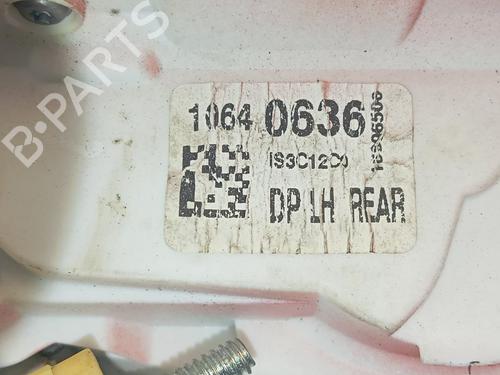 B-PARTS
1064 0636
IS3C12C0
DP LH REAR